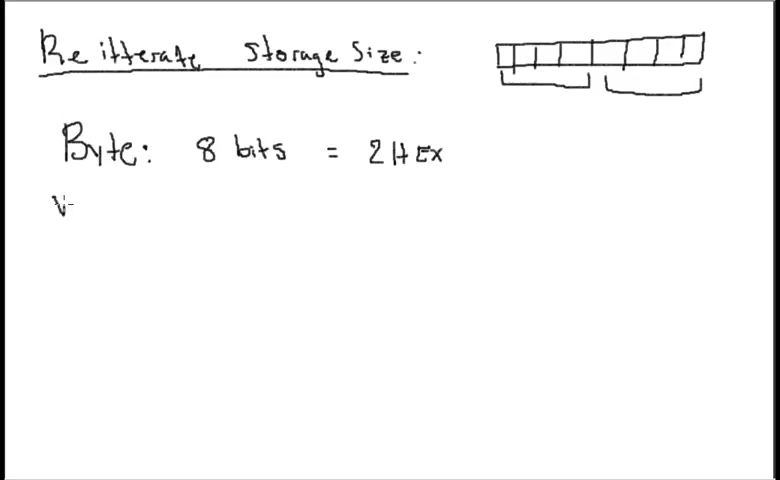 Re itterate Storage Size:
Byte: 8 bits = 2 HEx